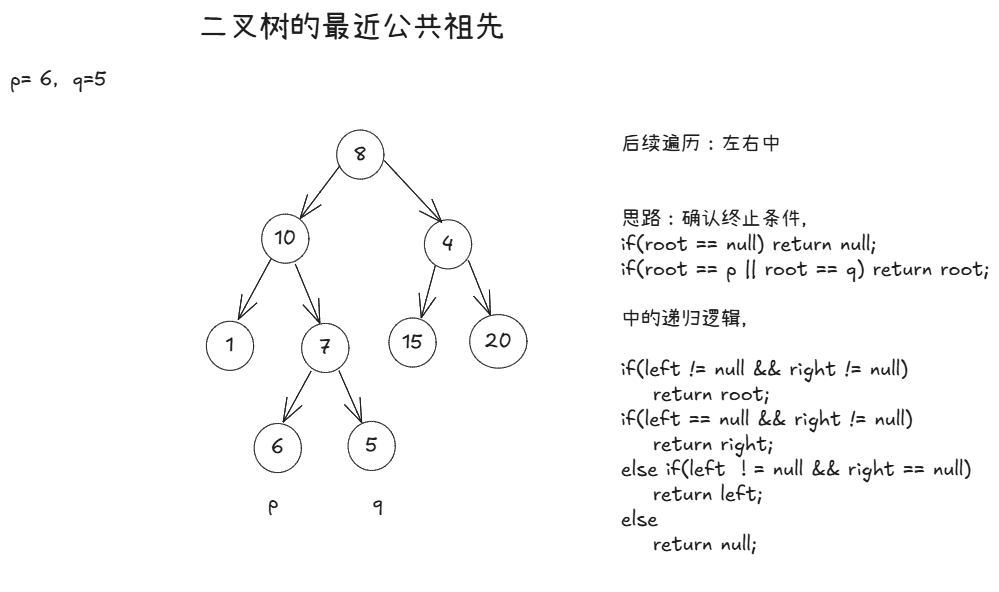 二叉树的最近公共祖先
p= 6, q=5
8
10
4
1
7
15
20
6
5
p
q
后续遍历：左右中
思路：确认终止条件,
if(root == null) return null;
if(root == p || root == q) return root;
中的递归逻辑,
if(left != null && right != null)
return root;
if(left == null && right != null)
return right;
else if(left ! = null && right == null)
return left;
else
return null;